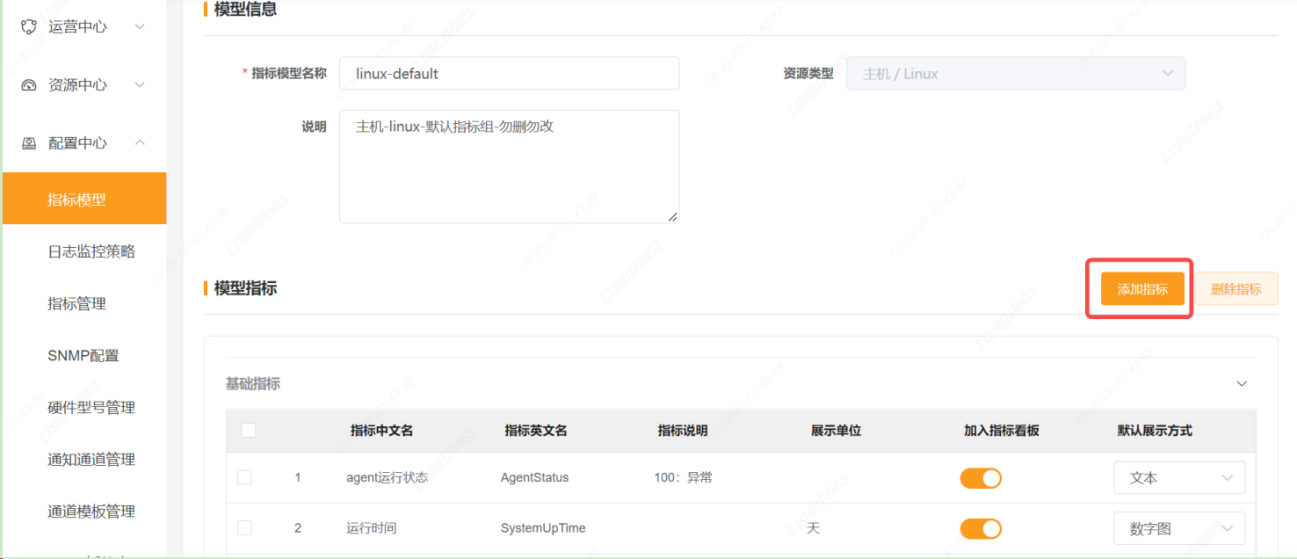 运营中心
资源中心
配置中心
指标模型
日志监控策略
指标管理
SNMP配置
硬件型号管理
通知通道管理
通道模板管理
模型信息
* 指标模型名称 linux-default 资源类型 主机 / Linux
说明 主机-linux-默认指标组-勿删勿改
模型指标 添加指标 删除指标
基础指标
指标中文名 指标英文名 指标说明 展示单位 加入指标看板 默认展示方式
1 agent运行状态 AgentStatus 100：异常 文本
2 运行时间 SystemUpTime 天 数字图